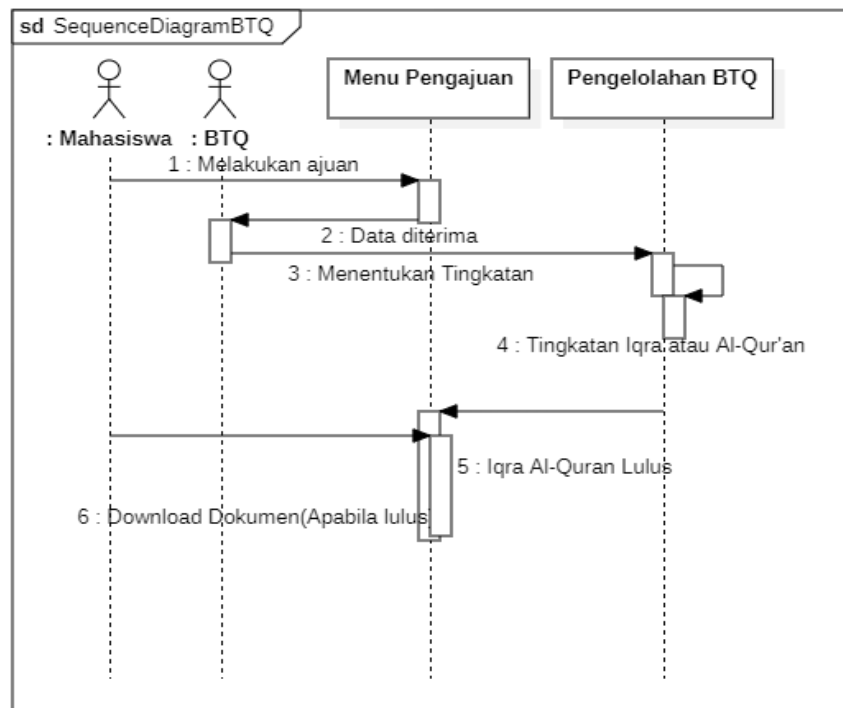 sd SequenceDiagramBTQ
Menu Pengajuan
Pengelolahan BTQ
: Mahasiswa
: BTQ
1 : Melakukan ajuan
2 : Data diterima
3 : Menentukan Tingkatan
4 : Tingkatan Iqra atau Al-Qur'an
5 : Iqra Al-Quran Lulus
6 : Download Dokumen(Apabila lulus